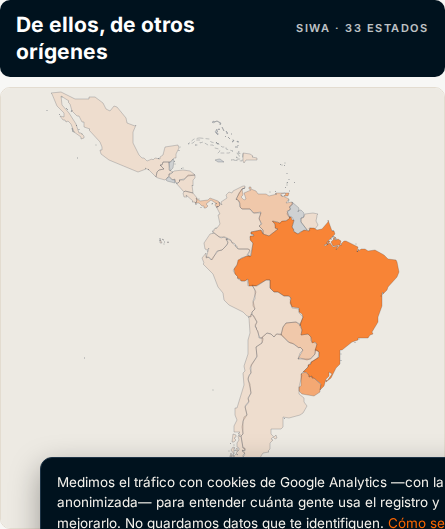 De ellos, de otros
orígenes
SIWA · 33 ESTADOS
Medimos el tráfico con cookies de Google Analytics —con la
anonimizada— para entender cuánta gente usa el registro y
mejorarlo. No guardamos datos que te identifiquen. Cómo se